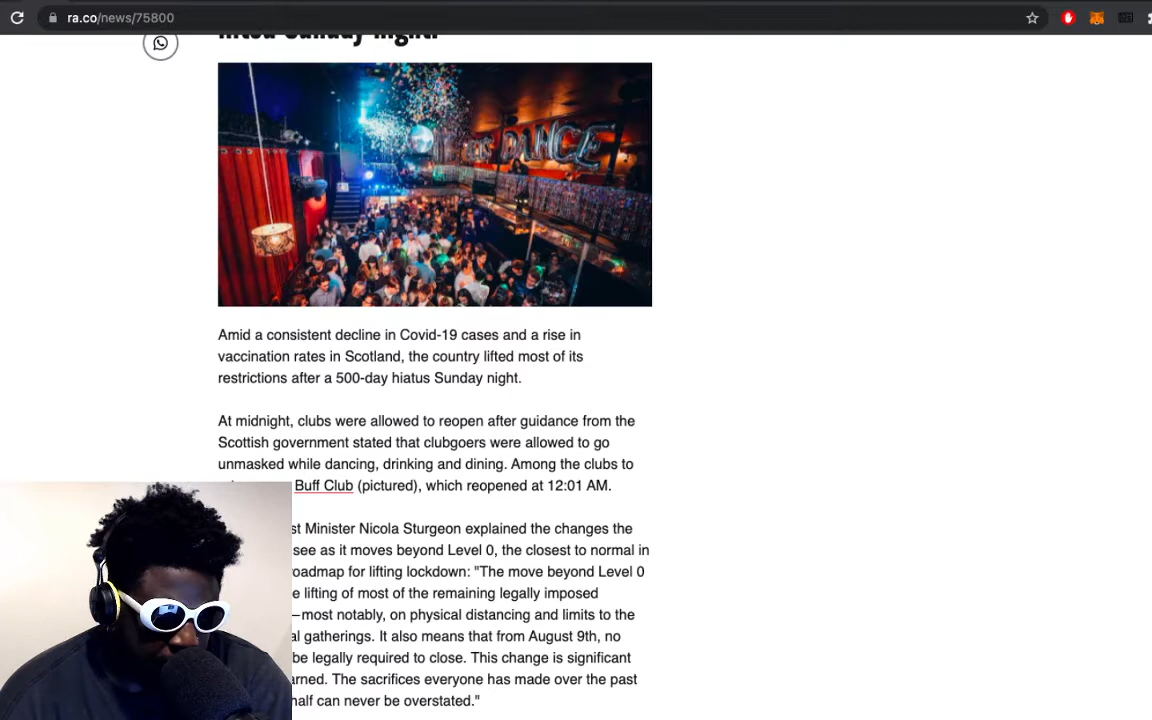 ra.co/news/75800
DANCE
Amid a consistent decline in Covid-19 cases and a rise in
vaccination rates in Scotland, the country lifted most of its
restrictions after a 500-day hiatus Sunday night.
At midnight, clubs were allowed to reopen after guidance from the
Scottish government stated that clubgoers were allowed to go
unmasked while dancing, drinking and dining. Among the clubs to
Buff Club (pictured), which reopened at 12:01 AM.
Minister Nicola Sturgeon explained the changes the
see as it moves beyond Level 0, the closest to normal in
roadmap for lifting lockdown: "The move beyond Level 0
lifting of most of the remaining legally imposed
—most notably, on physical distancing and limits to the
gatherings. It also means that from August 9th, no
be legally required to close. This change is significant
The sacrifices everyone has made over the past
half can never be overstated."